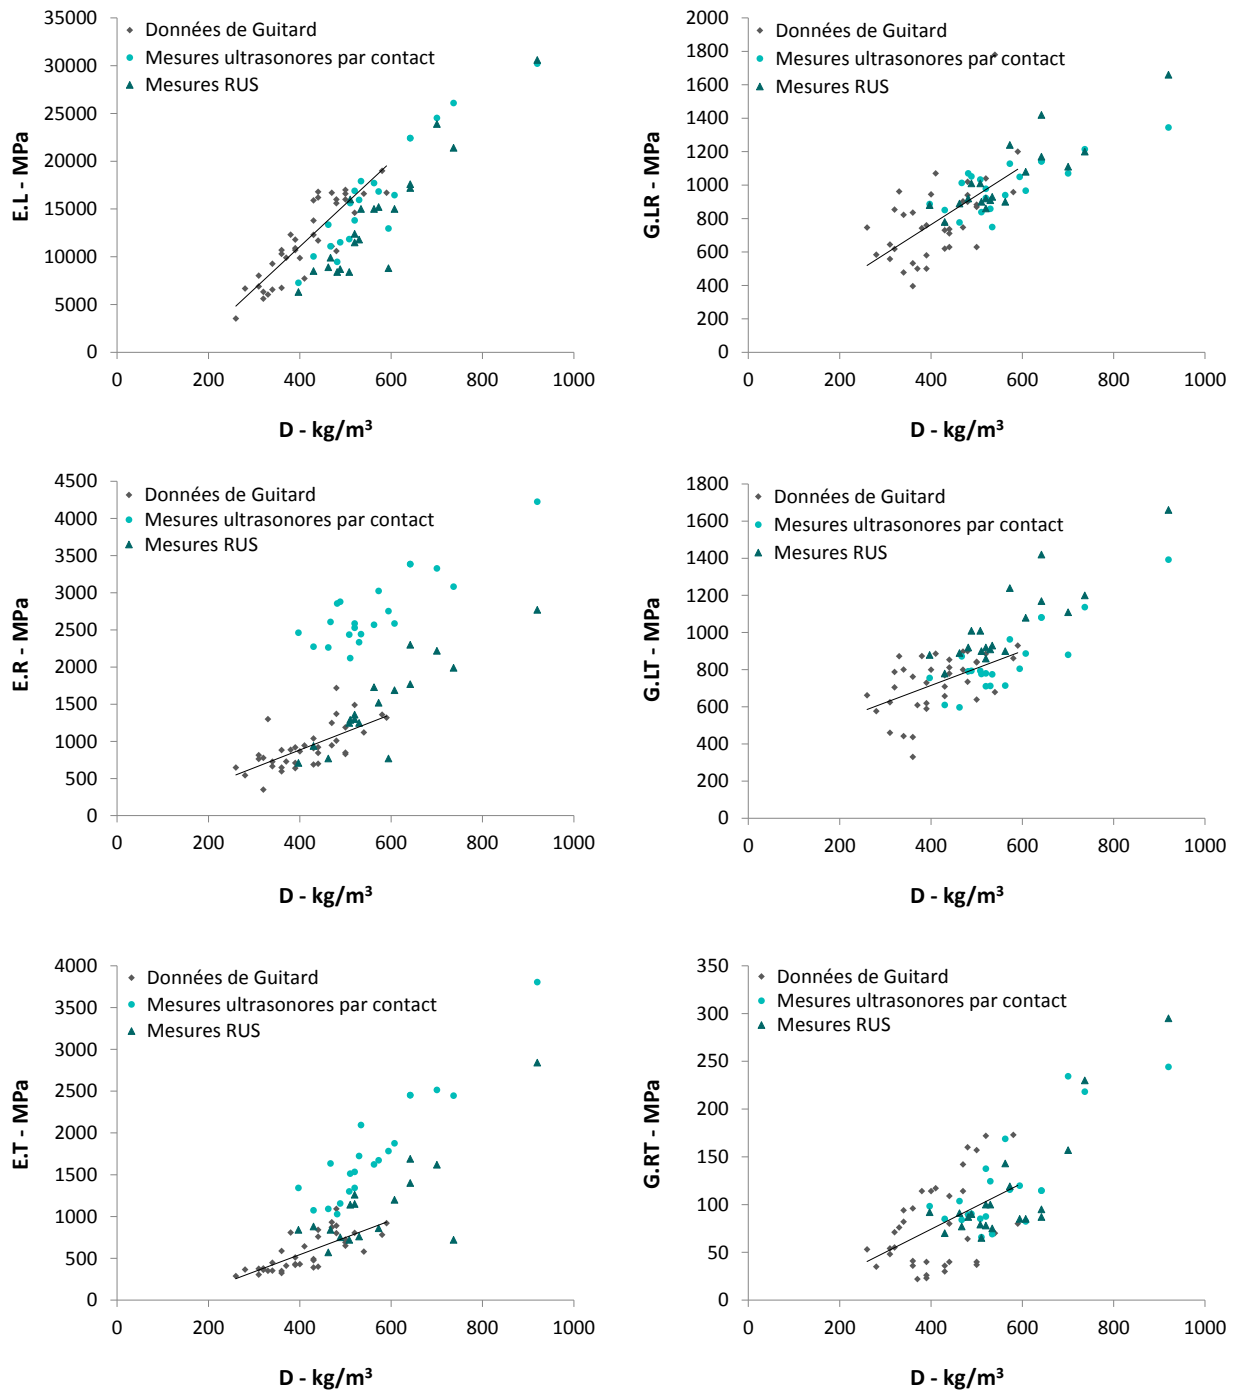 E.L - MPa
35000
30000
25000
20000
15000
10000
5000
0
Données de Guitard
Mesures ultrasonores par contact
Mesures RUS
0 200 400 600 800 1000
D - kg/m³
G.LR - MPa
2000
1800
1600
1400
1200
1000
800
600
400
200
0
Données de Guitard
Mesures ultrasonores par contact
Mesures RUS
0 200 400 600 800 1000
D - kg/m³
E.R - MPa
4500
4000
3500
3000
2500
2000
1500
1000
500
0
Données de Guitard
Mesures ultrasonores par contact
Mesures RUS
0 200 400 600 800 1000
D - kg/m³
G.LT - MPa
1800
1600
1400
1200
1000
800
600
400
200
0
Données de Guitard
Mesures ultrasonores par contact
Mesures RUS
0 200 400 600 800 1000
D - kg/m³
E.T - MPa
4000
3500
3000
2500
2000
1500
1000
500
0
Données de Guitard
Mesures ultrasonores par contact
Mesures RUS
0 200 400 600 800 1000
D - kg/m³
G.RT - MPa
350
300
250
200
150
100
50
0
Données de Guitard
Mesures ultrasonores par contact
Mesures RUS
0 200 400 600 800 1000
D - kg/m³